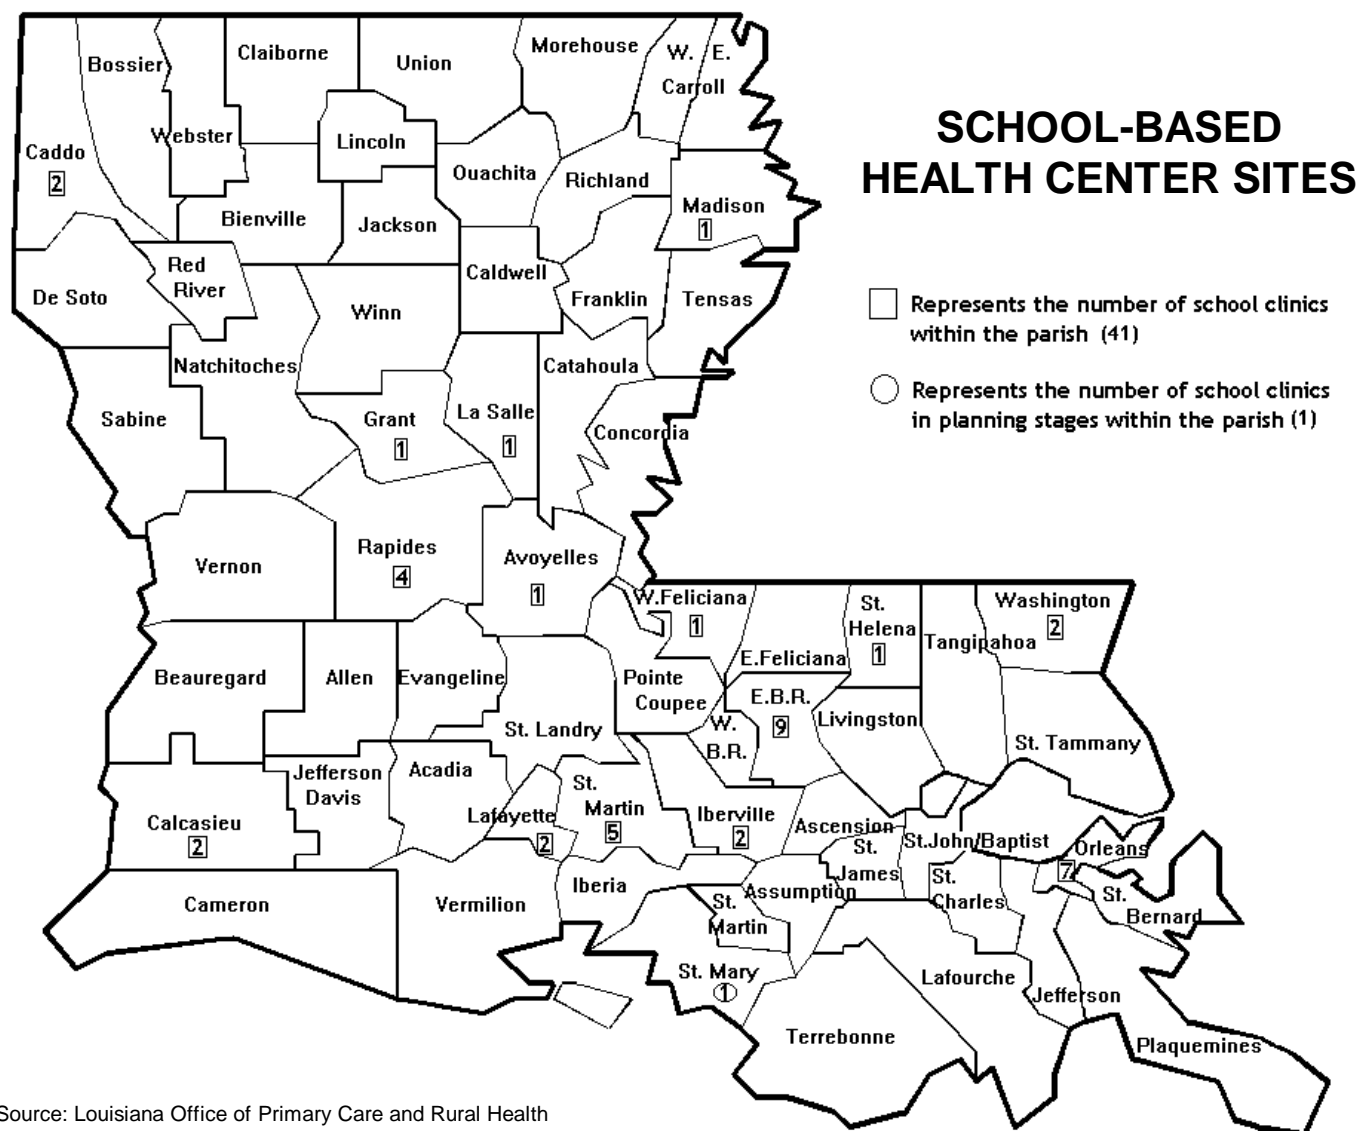 SCHOOL-BASED
HEALTH CENTER SITES
Represents the number of school clinics
within the parish (41)
Represents the number of school clinics
in planning stages within the parish (1)
Bossier
Claiborne
Union
Morehouse
W. E.
Carroll
Caddo
2
Webster
Lincoln
Ouachita
Richland
Madison
1
Bienville
Jackson
De Soto
Red
River
Caldwell
Franklin
Tensas
Winn
Natchitoches
Catahoula
Sabine
Grant
1
La Salle
1
Concordia
Vernon
Rapides
4
Avoyelles
1
W.Feliciana
1
St.
Helena
1
Washington
2
Tangipahoa
E.Feliciana
Beauregard
Allen
Evangeline
Pointe
Coupee
E.B.R.
9
W.
B.R.
Livingston
St. Landry
St. Tammany
Jefferson
Davis
Acadia
Lafayette
2
St.
Martin
5
Iberville
2
Ascension
St.John/Baptist
Orleans
7
Calcasieu
2
St.
James
St.
Charles
St.
Bernard
Cameron
Vermilion
Iberia
Assumption
St.
Martin
St. Mary
1
Lafourche
Jefferson
Terrebonne
Plaquemines
Source: Louisiana Office of Primary Care and Rural Health